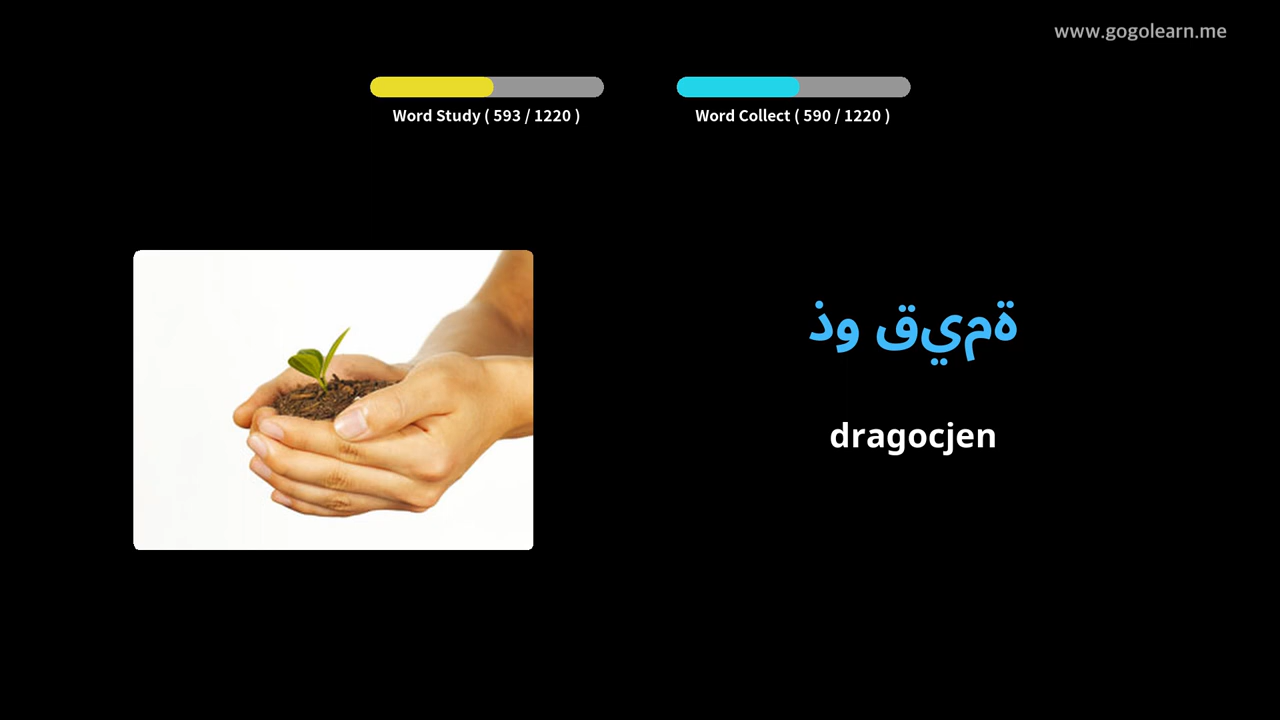 www.gogolearn.me
Word Study ( 593 / 1220 )
Word Collect ( 590 / 1220 )
ذو قيمة
dragocjen